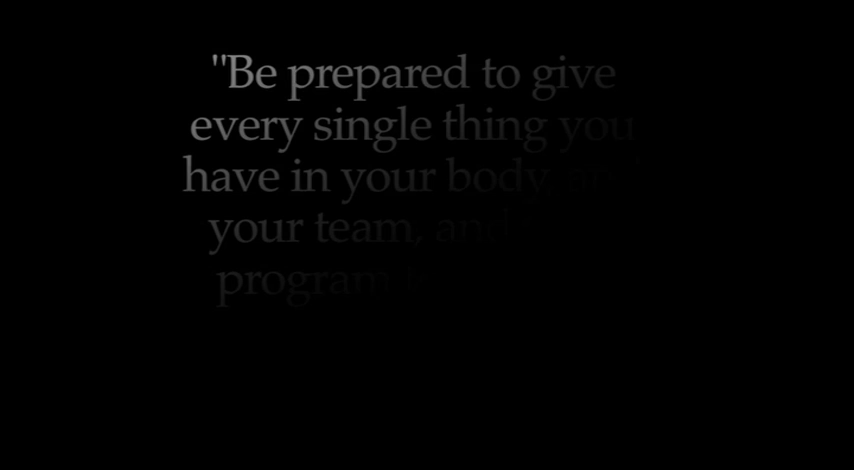 "Be prepared to give
every single thing you
have in your body,
your team, and
program